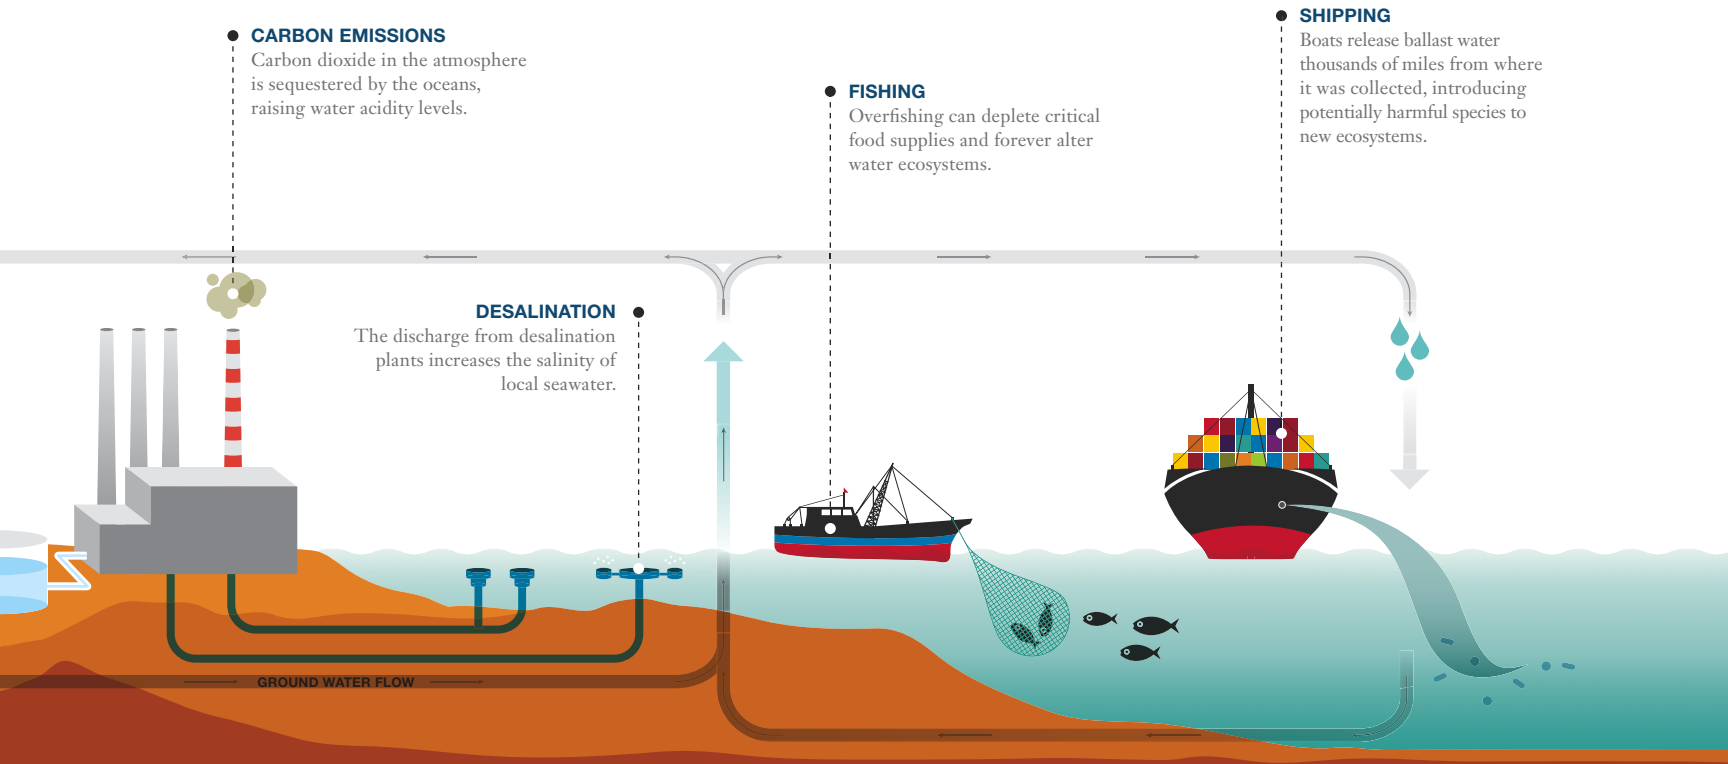 CARBON EMISSIONS
Carbon dioxide in the atmosphere
is sequestered by the oceans,
raising water acidity levels.
FISHING
Overfishing can deplete critical
food supplies and forever alter
water ecosystems.
SHIPPING
Boats release ballast water
thousands of miles from where
it was collected, introducing
potentially harmful species to
new ecosystems.
DESALINATION
The discharge from desalination
plants increases the salinity of
local seawater.
GROUND WATER FLOW